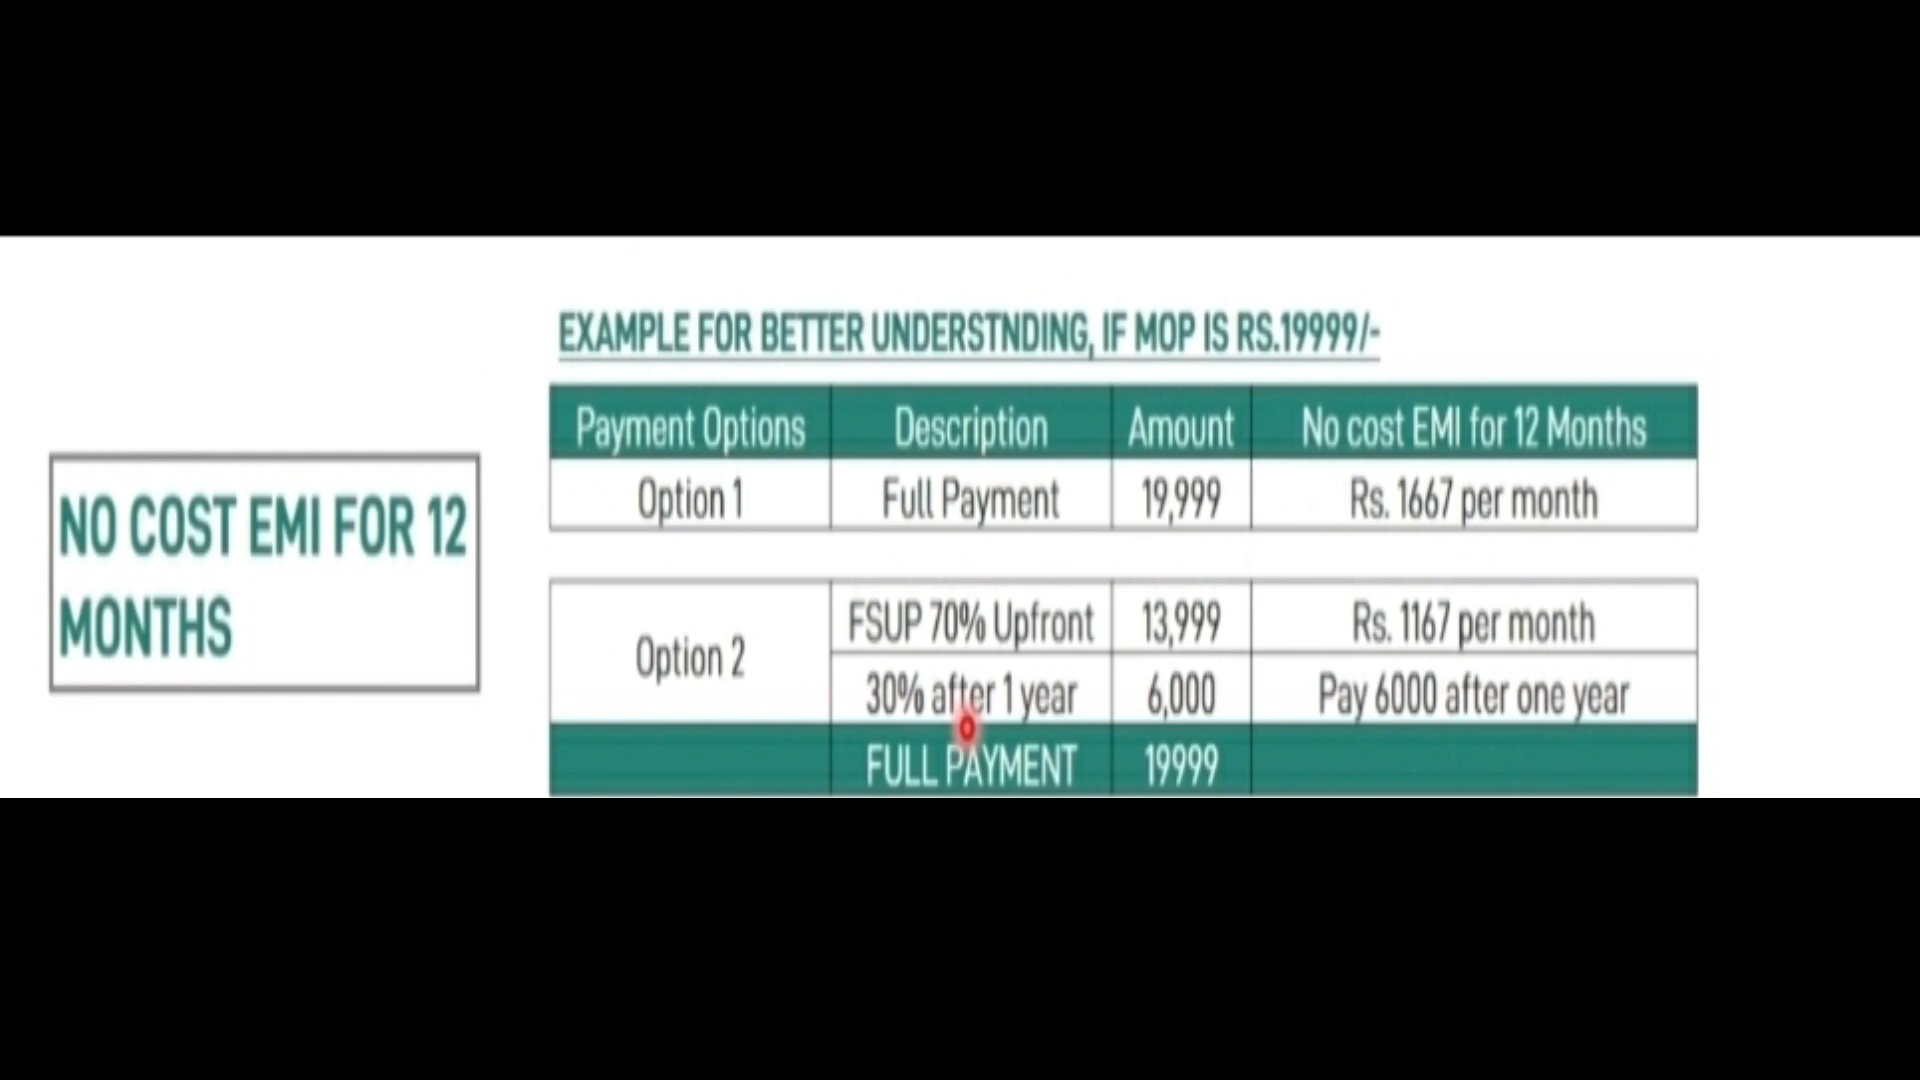 EXAMPLE FOR BETTER UNDERSTNDING, IF MOP IS RS.19999/-
NO COST EMI FOR 12
MONTHS
Payment Options Description Amount No cost EMI for 12 Months
Option 1 Full Payment 19,999 Rs. 1667 per month
Option 2
FSUP 70% Upfront 13,999 Rs. 1167 per month
30% after 1 year 6,000 Pay 6000 after one year
FULL PAYMENT 19999